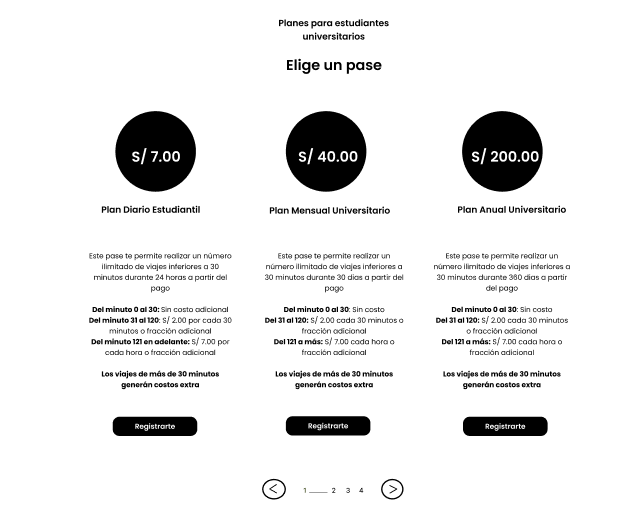 Planes para estudiantes
universitarios
Elige un pase
S/ 7.00
Plan Diario Estudiantil
Este pase te permite realizar un número
ilimitado de viajes inferiores a 30
minutos durante 24 horas a partir del
pago
Del minuto 0 al 30: Sin costo adicional
Del minuto 31 al 120: S/ 2.00 por cada 30
minutos o fracción adicional
Del minuto 121 en adelante: S/ 7.00 por
cada hora o fracción adicional
Los viajes de más de 30 minutos
generán costos extra
Registrarte
S/ 40.00
Plan Mensual Universitario
Este pase te permite realizar un
número ilimitado de viajes inferiores a
30 minutos durante 30 dias a partir del
pago
Del minuto 0 al 30: Sin costo
Del 31 al 120: S/ 2.00 cada 30 minutos o
fracción adicional
Del 121 a más: S/ 7.00 cada hora o
fracción adicional
Los viajes de más de 30 minutos
generán costos extra
Registrarte
S/ 200.00
Plan Anual Universitario
Este pase te permite realizar un
número ilimitado de viajes inferiores a
30 minutos durante 360 dias a partir
del pago
Del minuto 0 al 30: Sin costo
Del 31 al 120: S/ 2.00 cada 30 minutos
o fracción adicional
Del 121 a más: S/ 7.00 cada hora o
fracción adicional
Los viajes de más de 30 minutos
generán costos extra
Registrarte
< 1 2 3 4 >